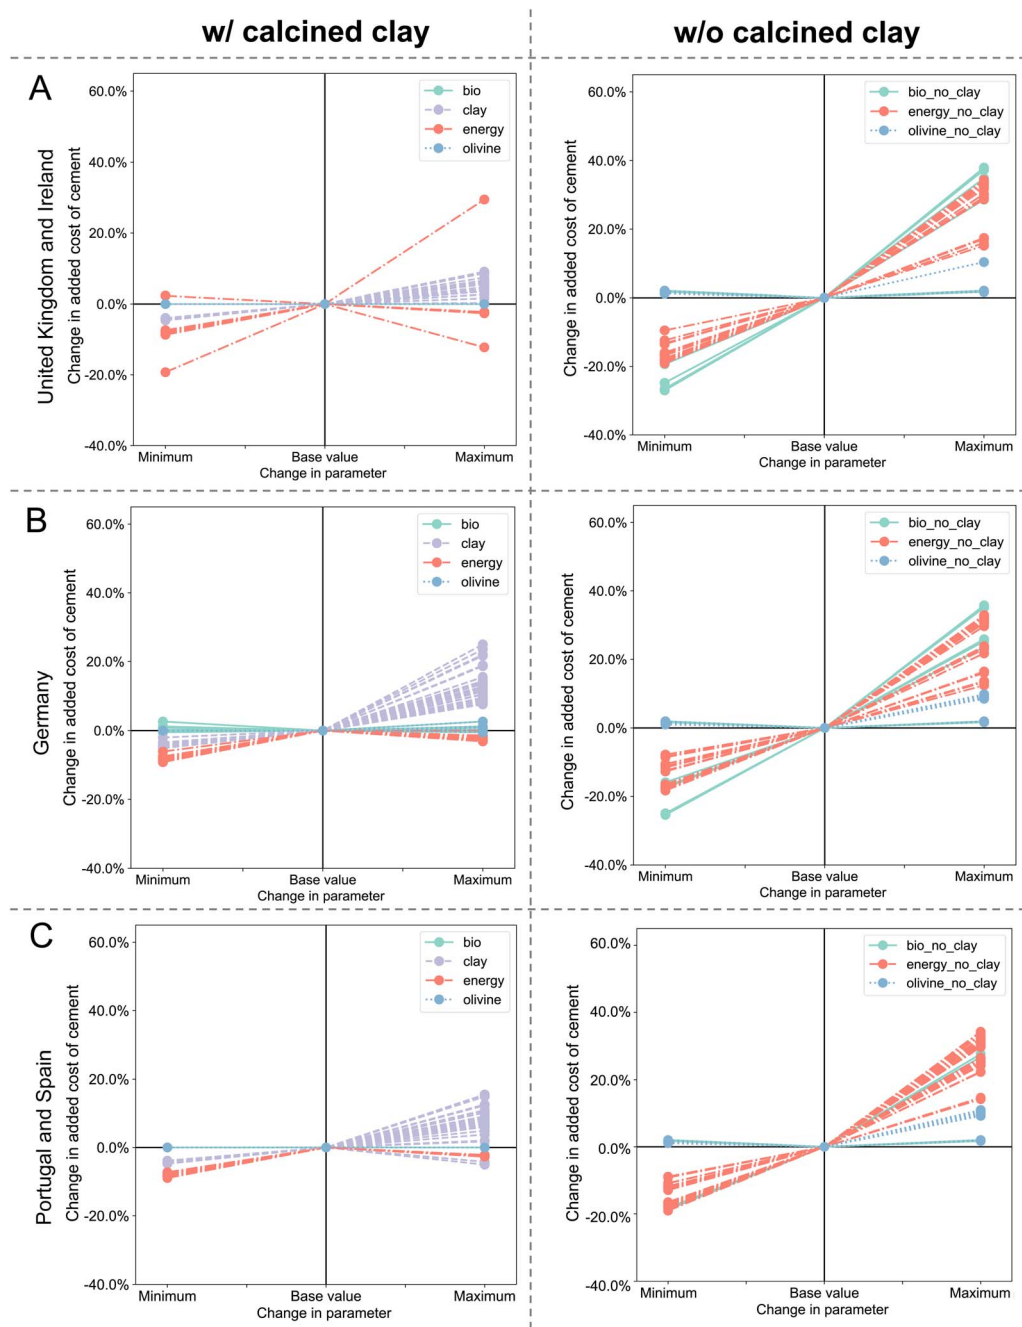 w/ calcined clay
w/o calcined clay
A
United Kingdom and Ireland
Change in added cost of cement
60.0%
40.0%
20.0%
0.0%
-20.0%
-40.0%
Minimum
Base value
Maximum
Change in parameter
bio
clay
energy
olivine
Change in added cost of cement
60.0%
40.0%
20.0%
0.0%
-20.0%
-40.0%
Minimum
Base value
Maximum
Change in parameter
bio_no_clay
energy_no_clay
olivine_no_clay
B
Germany
Change in added cost of cement
60.0%
40.0%
20.0%
0.0%
-20.0%
-40.0%
Minimum
Base value
Maximum
Change in parameter
bio
clay
energy
olivine
Change in added cost of cement
60.0%
40.0%
20.0%
0.0%
-20.0%
-40.0%
Minimum
Base value
Maximum
Change in parameter
bio_no_clay
energy_no_clay
olivine_no_clay
C
Portugal and Spain
Change in added cost of cement
60.0%
40.0%
20.0%
0.0%
-20.0%
-40.0%
Minimum
Base value
Maximum
Change in parameter
bio
clay
energy
olivine
Change in added cost of cement
60.0%
40.0%
20.0%
0.0%
-20.0%
-40.0%
Minimum
Base value
Maximum
Change in parameter
bio_no_clay
energy_no_clay
olivine_no_clay